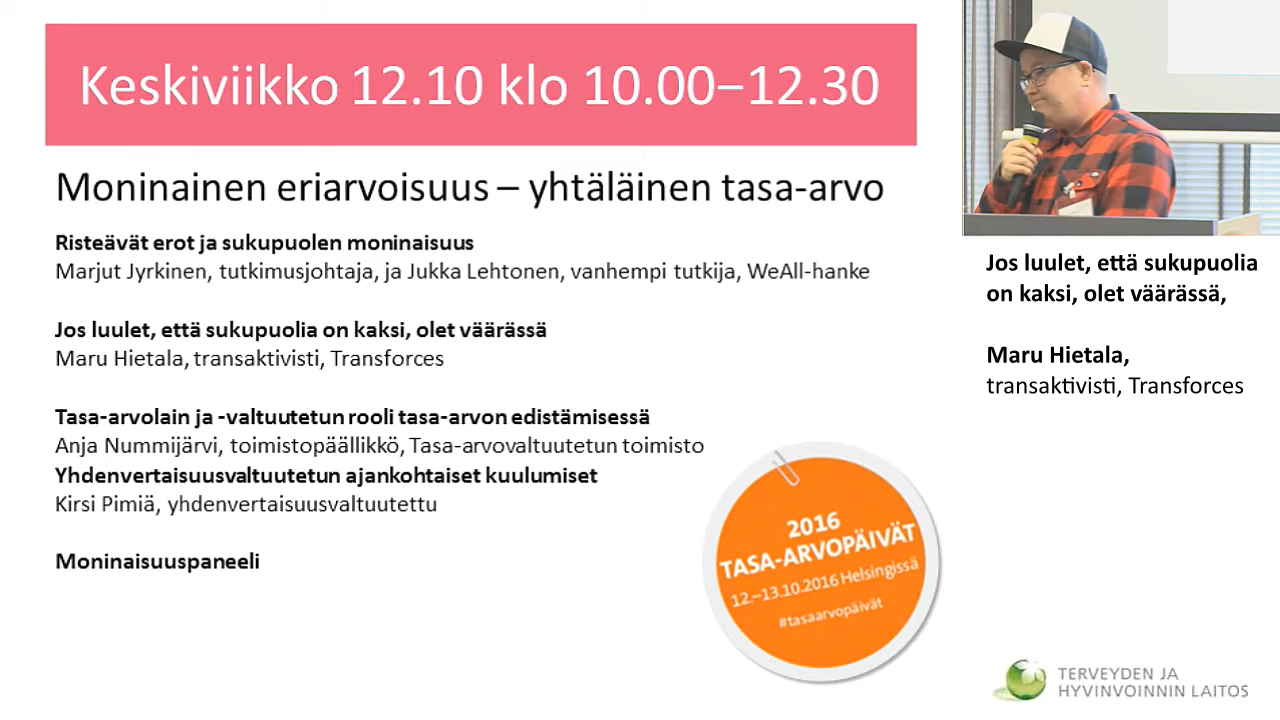 Keskiviikko 12.10 klo 10.00–12.30
Moninainen eriarvoisuus – yhtäläinen tasa-arvo
Risteävät erot ja sukupuolen moninaisuus
Marjut Jyrkinen, tutkimusjohtaja, ja Jukka Lehtonen, vanhempi tutkija, WeAll-hanke
Jos luulet, että sukupuolia on kaksi, olet väärässä
Maru Hietala, transaktivisti, Transforces
Tasa-arvolain ja -valtuutetun rooli tasa-arvon edistämisessä
Anja Nummijärvi, toimistopäällikkö, Tasa-arvovaltuutetun toimisto
Yhdenvertaisuusvaltuutetun ajankohtaiset kuulumiset
Kirsi Pimiä, yhdenvertaisuusvaltuutettu
Moninaisuuspaneeli
2016
TASA-ARVOPÄIVÄT
12.–13.10.2016 Helsingissä
#tasaarvopäivät
Jos luulet, että sukupuolia
on kaksi, olet väärässä,
Maru Hietala,
transaktivisti, Transforces
TERVEYDEN JA
HYVINVOINNIN LAITOS